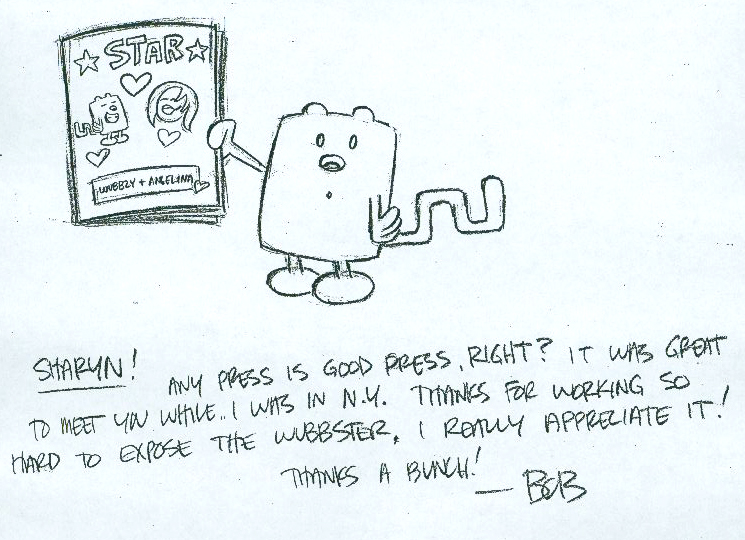 ☆ STAR ☆
WUBBZY + ANGELINA
SHARYN!
ANY PRESS IS GOOD PRESS, RIGHT? IT WAS GREAT
TO MEET YOU WHILE.. I WAS IN N.Y. THANKS FOR WORKING SO
HARD TO EXPOSE THE WUBBSTER. I REALLY APPRECIATE IT!
THANKS A BUNCH!
— BOB